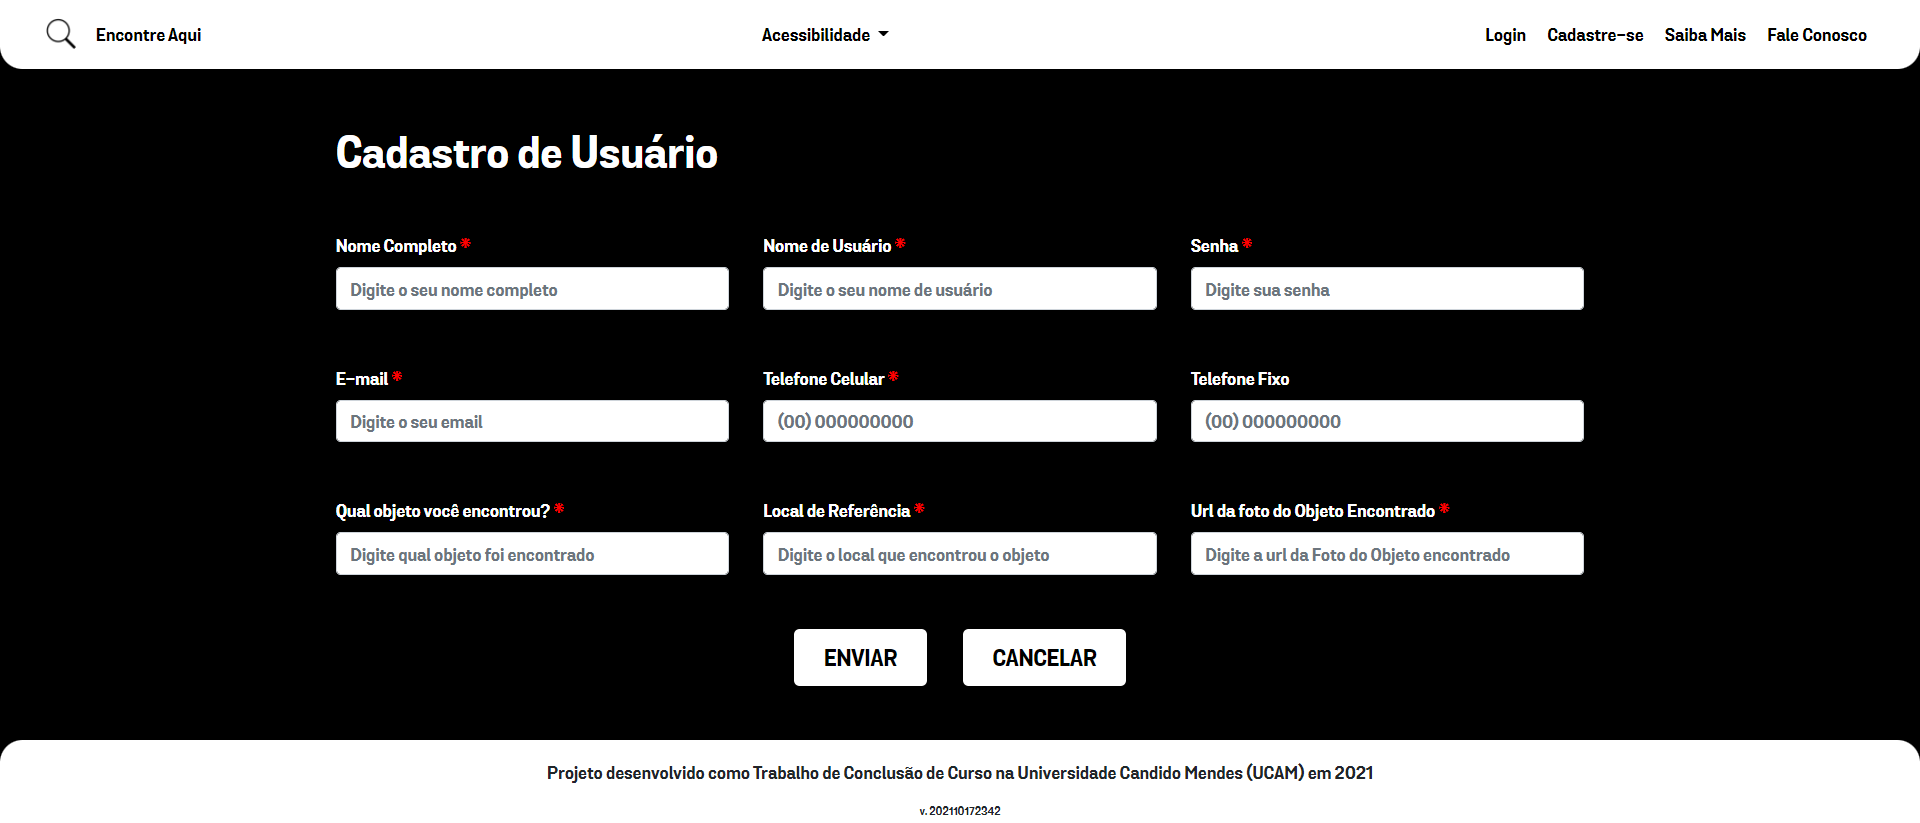 Encontre Aqui
Acessibilidade
Login Cadastre-se Saiba Mais Fale Conosco
Cadastro de Usuário
Nome Completo *
Nome de Usuário *
Senha *
Digite o seu nome completo
Digite o seu nome de usuário
Digite sua senha
E-mail *
Telefone Celular *
Telefone Fixo
Digite o seu email
(00) 000000000
(00) 000000000
Qual objeto você encontrou? *
Local de Referência *
Url da foto do Objeto Encontrado *
Digite qual objeto foi encontrado
Digite o local que encontrou o objeto
Digite a url da Foto do Objeto encontrado
ENVIAR
CANCELAR
Projeto desenvolvido como Trabalho de Conclusão de Curso na Universidade Candido Mendes (UCAM) em 2021
v. 202110172342